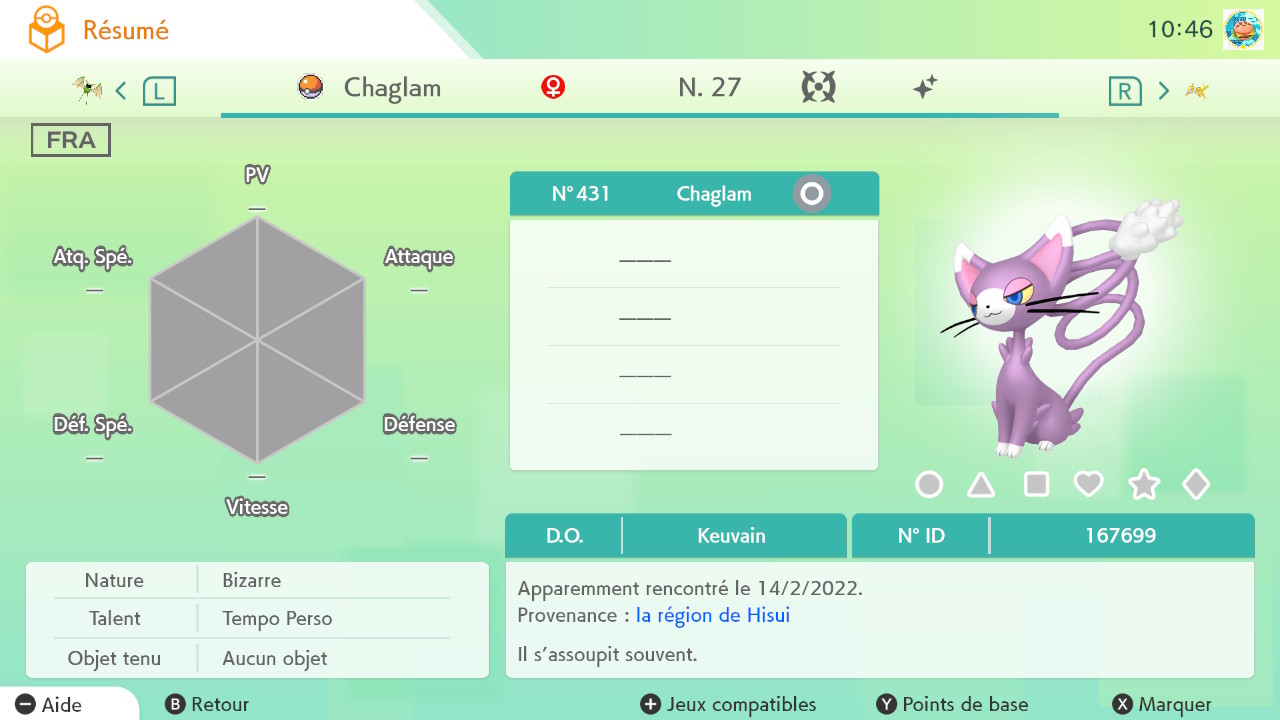 Résumé
10:46
L
Chaglam
N. 27
R
FRA
PV
—
Atq. Spé.
—
Attaque
—
Déf. Spé.
—
Défense
—
—
Vitesse
N° 431 Chaglam
———
———
———
———
D.O. Keuvain N° ID 167699
Apparemment rencontré le 14/2/2022.
Provenance : la région de Hisui
Il s'assoupit souvent.
Nature Bizarre
Talent Tempo Perso
Objet tenu Aucun objet
Aide B Retour Jeux compatibles Y Points de base X Marquer